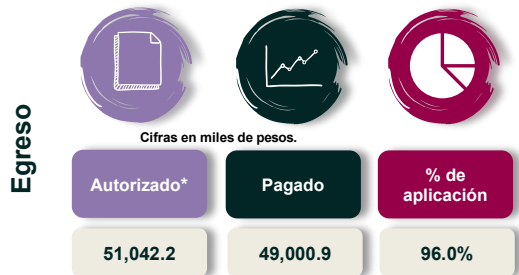 Egreso
Cifras en miles de pesos.
Autorizado*
Pagado
% de
aplicación
51,042.2
49,000.9
96.0%